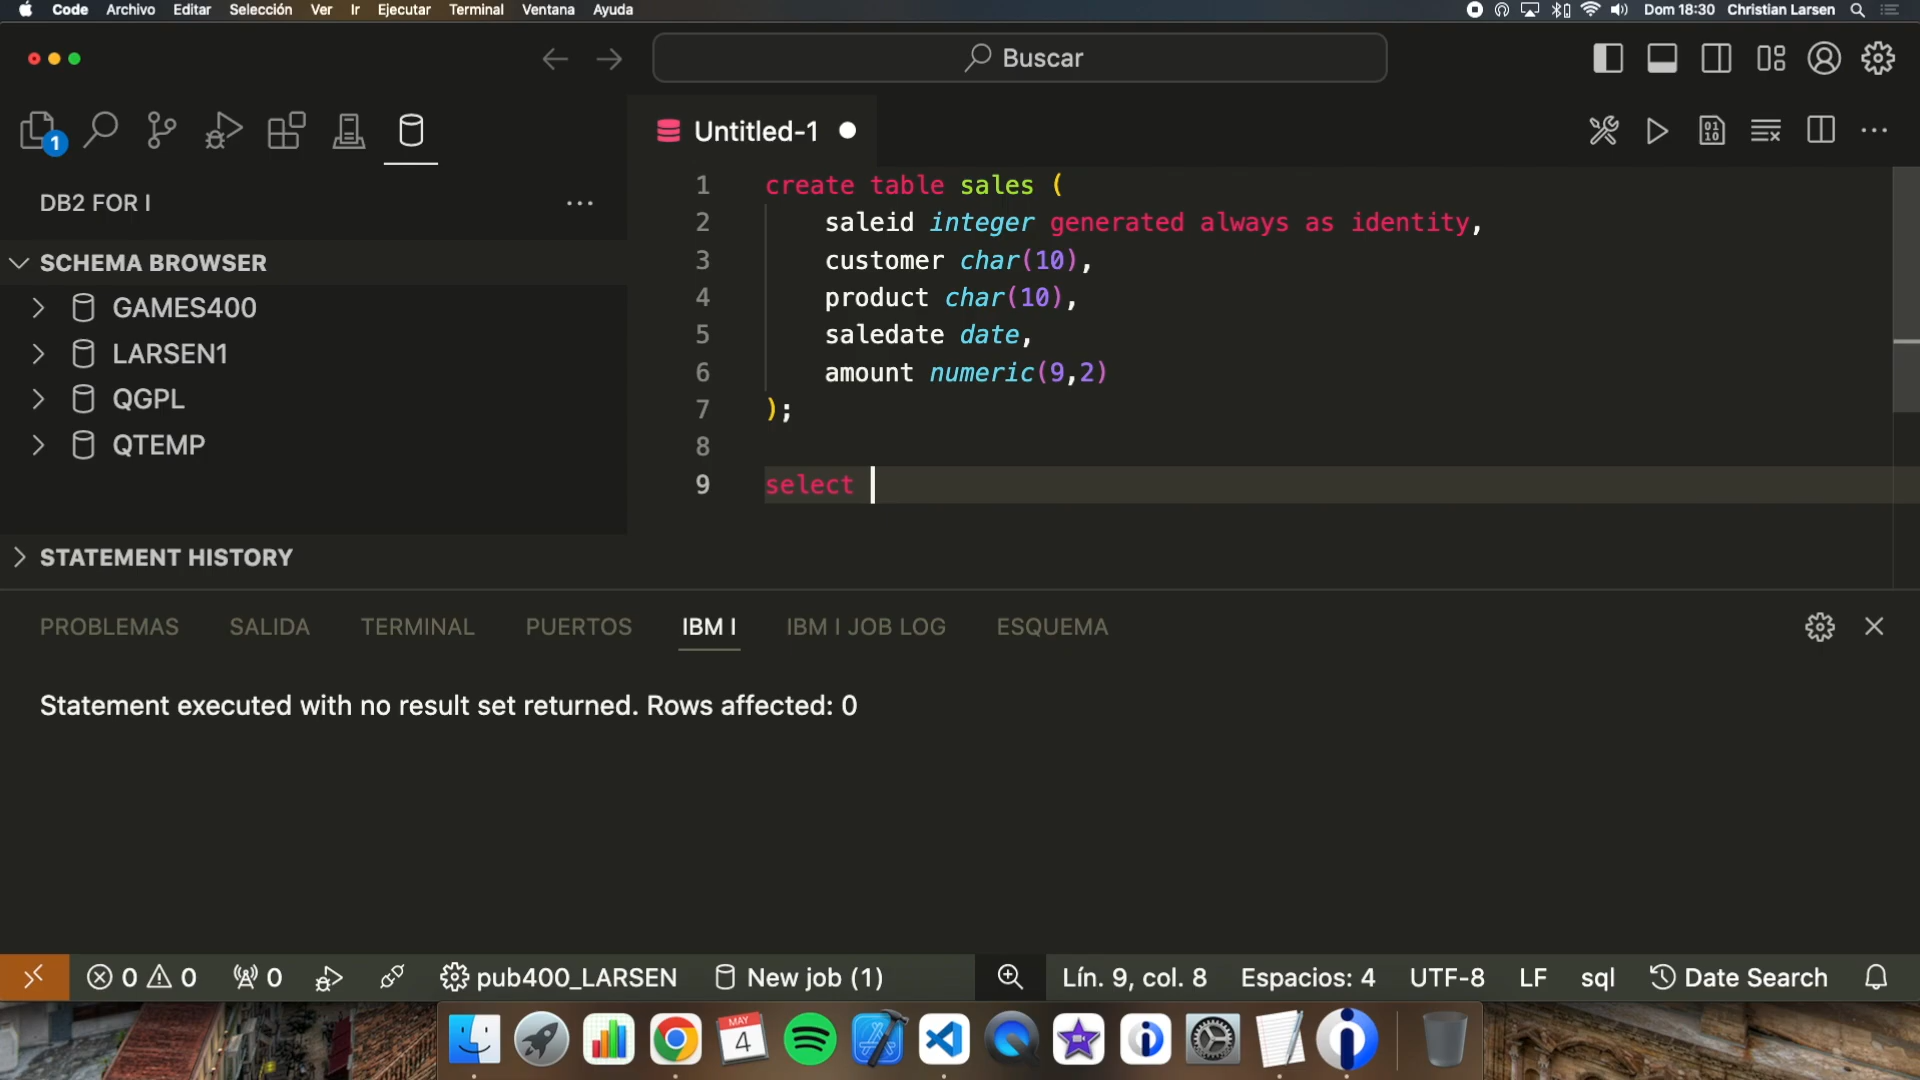 Code Archivo Editar Selección Ver Ir Ejecutar Terminal Ventana Ayuda Dom 18:30 Christian Larsen
Buscar
1
DB2 FOR I
SCHEMA BROWSER
GAMES400
LARSEN1
QGPL
QTEMP
STATEMENT HISTORY
Untitled-1
1 create table sales (
2 saleid integer generated always as identity,
3 customer char(10),
4 product char(10),
5 saledate date,
6 amount numeric(9,2)
7 );
8
9 select
PROBLEMAS SALIDA TERMINAL PUERTOS IBM I IBM I JOB LOG ESQUEMA
Statement executed with no result set returned. Rows affected: 0
0 0 0 pub400_LARSEN New job (1) Lín. 9, col. 8 Espacios: 4 UTF-8 LF sql Date Search
MAY
4